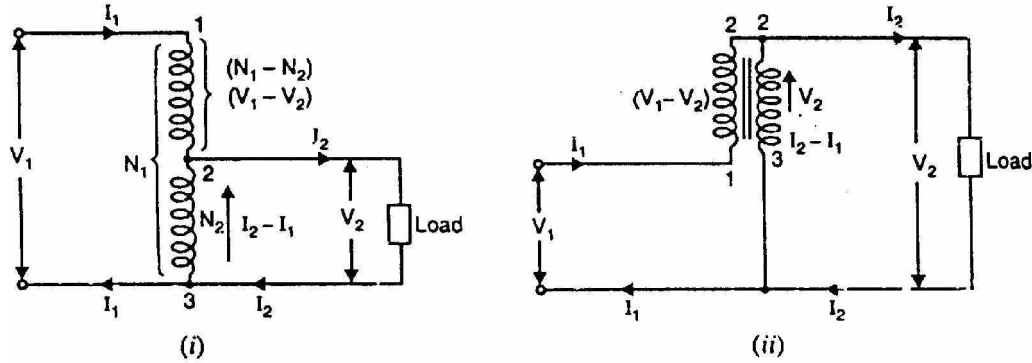 I₁
1
(N₁ – N₂)
(V₁ – V₂)
V₁
N₁
I₂
2
N₂
I₂ – I₁
V₂
Load
I₁
3
I₂
(i)
2
2
I₂
(V₁ – V₂)
V₂
I₂ – I₁
I₁
1
3
V₁
V₂
Load
I₁
I₂
(ii)